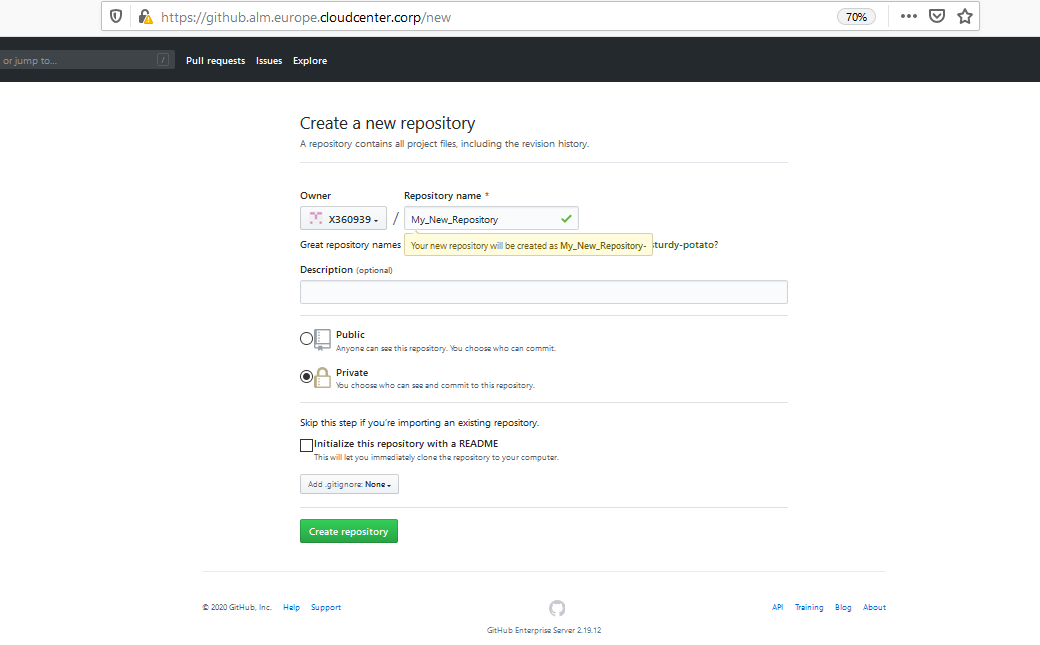 https://github.alm.europe.cloudcenter.corp/new 70%
or jump to... / Pull requests Issues Explore
Create a new repository
A repository contains all project files, including the revision history.
Owner Repository name *
X360939 / My_New_Repository
Great repository names Your new repository will be created as My_New_Repository- sturdy-potato?
Description (optional)
Public
Anyone can see this repository. You choose who can commit.
Private
You choose who can see and commit to this repository.
Skip this step if you're importing an existing repository.
Initialize this repository with a README
This will let you immediately clone the repository to your computer.
Add .gitignore: None
Create repository
© 2020 GitHub, Inc. Help Support API Training Blog About
GitHub Enterprise Server 2.19.12